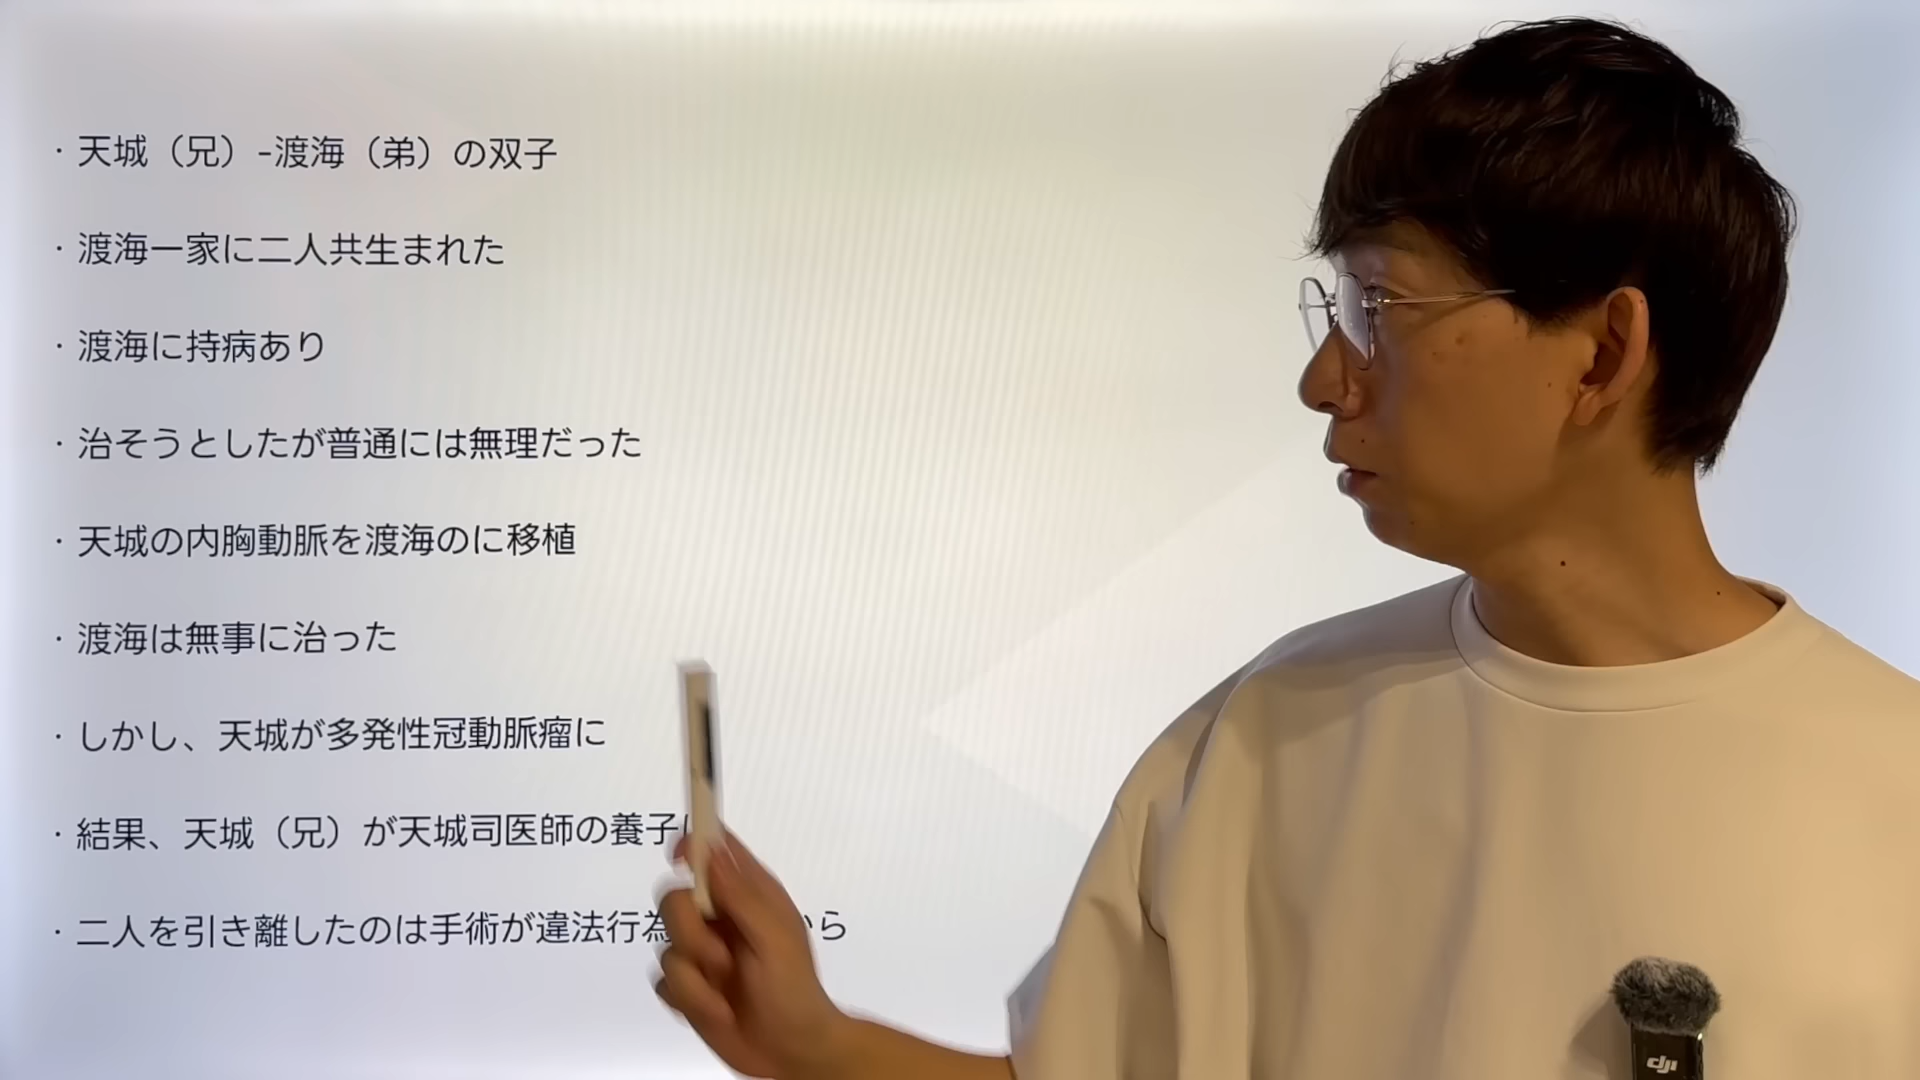 ・天城（兄）-渡海（弟）の双子
・渡海一家に二人共生まれた
・渡海に持病あり
・治そうとしたが普通には無理だった
・天城の内胸動脈を渡海のに移植
・渡海は無事に治った
・しかし、天城が多発性冠動脈瘤に
・結果、天城（兄）が天城司医師の養子
・二人を引き離したのは手術が違法行為 から
dji